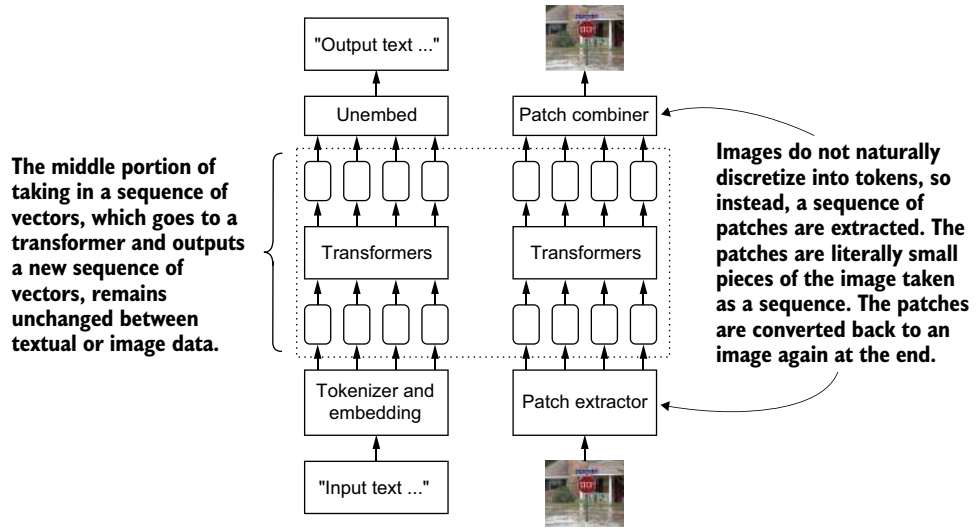 "Output text ..."
Unembed
Patch combiner
The middle portion of
taking in a sequence of
vectors, which goes to a
transformer and outputs
a new sequence of
vectors, remains
unchanged between
textual or image data.
Transformers
Transformers
Images do not naturally
discretize into tokens, so
instead, a sequence of
patches are extracted. The
patches are literally small
pieces of the image taken
as a sequence. The patches
are converted back to an
image again at the end.
Tokenizer and
embedding
Patch extractor
"Input text ..."
STOP
STOP